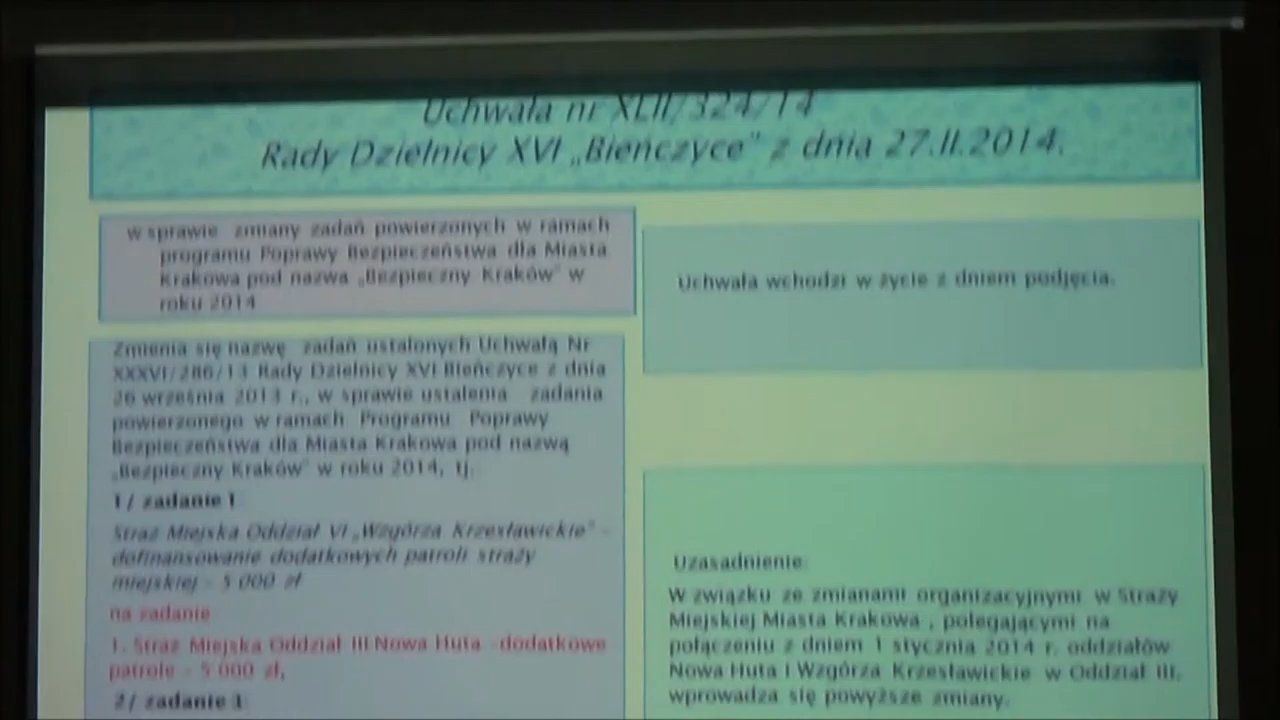 Uchwała nr XLII/324/14
Rady Dzielnicy XVI „Bieńczyce” z dnia 27.II.2014.
w sprawie zmiany zadań powierzonych w ramach
programu Poprawy Bezpieczeństwa dla Miasta
Krakowa pod nazwa „Bezpieczny Kraków” w
roku 2014
Zmienia się nazwę zadań ustalonych Uchwałą Nr
XXXVI/286/13 Rady Dzielnicy XVI Bieńczyce z dnia
26 września 2013 r., w sprawie ustalenia zadania
powierzonego w ramach Programu Poprawy
Bezpieczeństwa dla Miasta Krakowa pod nazwą
„Bezpieczny Kraków” w roku 2014, tj.
1/ zadanie 1
Straż Miejska Oddział VI „Wzgórza Krzesławickie” -
dofinansowanie dodatkowych patroli straży
miejskiej - 5 000 zł
na zadanie
1. Straż Miejska Oddział III Nowa Huta -dodatkowe
patrole - 5 000 zł,
2/ zadanie 3
Uchwała wchodzi w życie z dniem podjęcia.
Uzasadnienie:
W związku ze zmianami organizacyjnymi w Straży
Miejskiej Miasta Krakowa , polegającymi na
połączeniu z dniem 1 stycznia 2014 r. oddziałów
Nowa Huta i Wzgórza Krzesławickie w Oddział III,
wprowadza się powyższe zmiany.